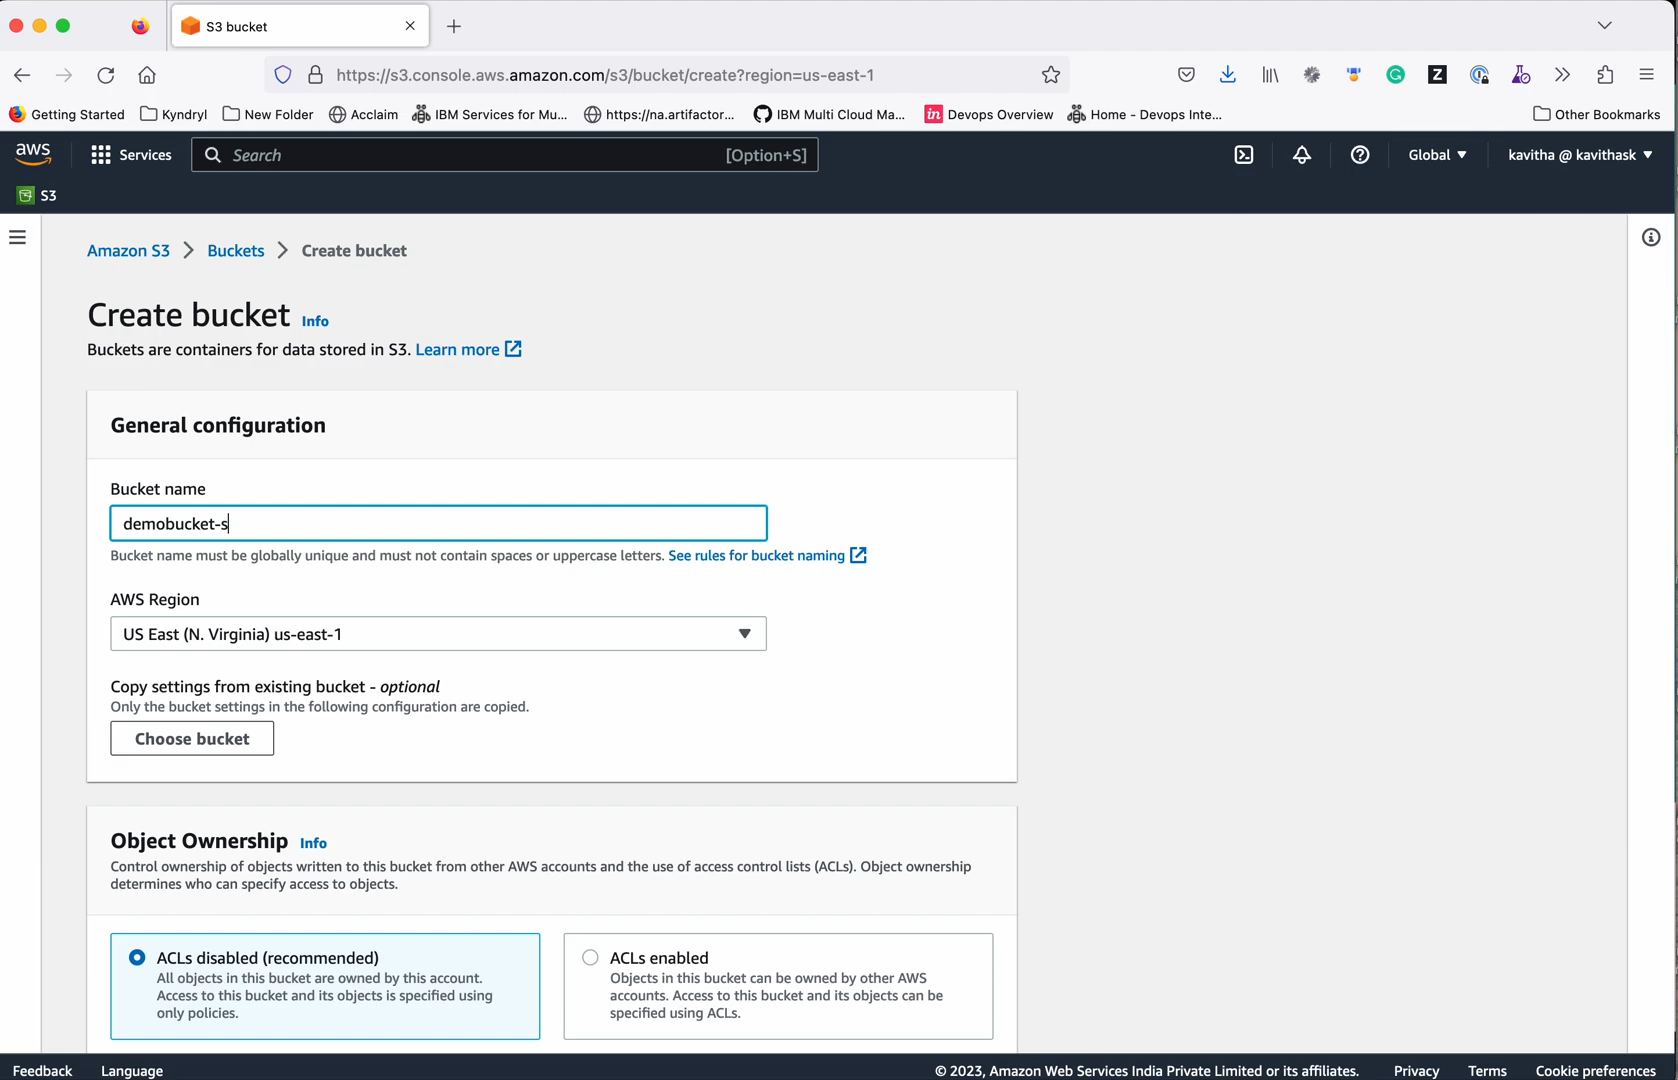 S3 bucket
https://s3.console.aws.amazon.com/s3/bucket/create?region=us-east-1
Getting Started Kyndryl New Folder Acclaim IBM Services for Mu... https://na.artifactor... IBM Multi Cloud Ma... in Devops Overview Home - Devops Inte... Other Bookmarks
aws Services Search [Option+S] Global kavitha @ kavithask
S3
Amazon S3 Buckets Create bucket
Create bucket Info
Buckets are containers for data stored in S3. Learn more
General configuration
Bucket name
demobucket-s
Bucket name must be globally unique and must not contain spaces or uppercase letters. See rules for bucket naming
AWS Region
US East (N. Virginia) us-east-1
Copy settings from existing bucket - optional
Only the bucket settings in the following configuration are copied.
Choose bucket
Object Ownership Info
Control ownership of objects written to this bucket from other AWS accounts and the use of access control lists (ACLs). Object ownership
determines who can specify access to objects.
ACLs disabled (recommended)
All objects in this bucket are owned by this account.
Access to this bucket and its objects is specified using
only policies.
ACLs enabled
Objects in this bucket can be owned by other AWS
accounts. Access to this bucket and its objects can be
specified using ACLs.
Feedback Language © 2023, Amazon Web Services India Private Limited or its affiliates. Privacy Terms Cookie preferences